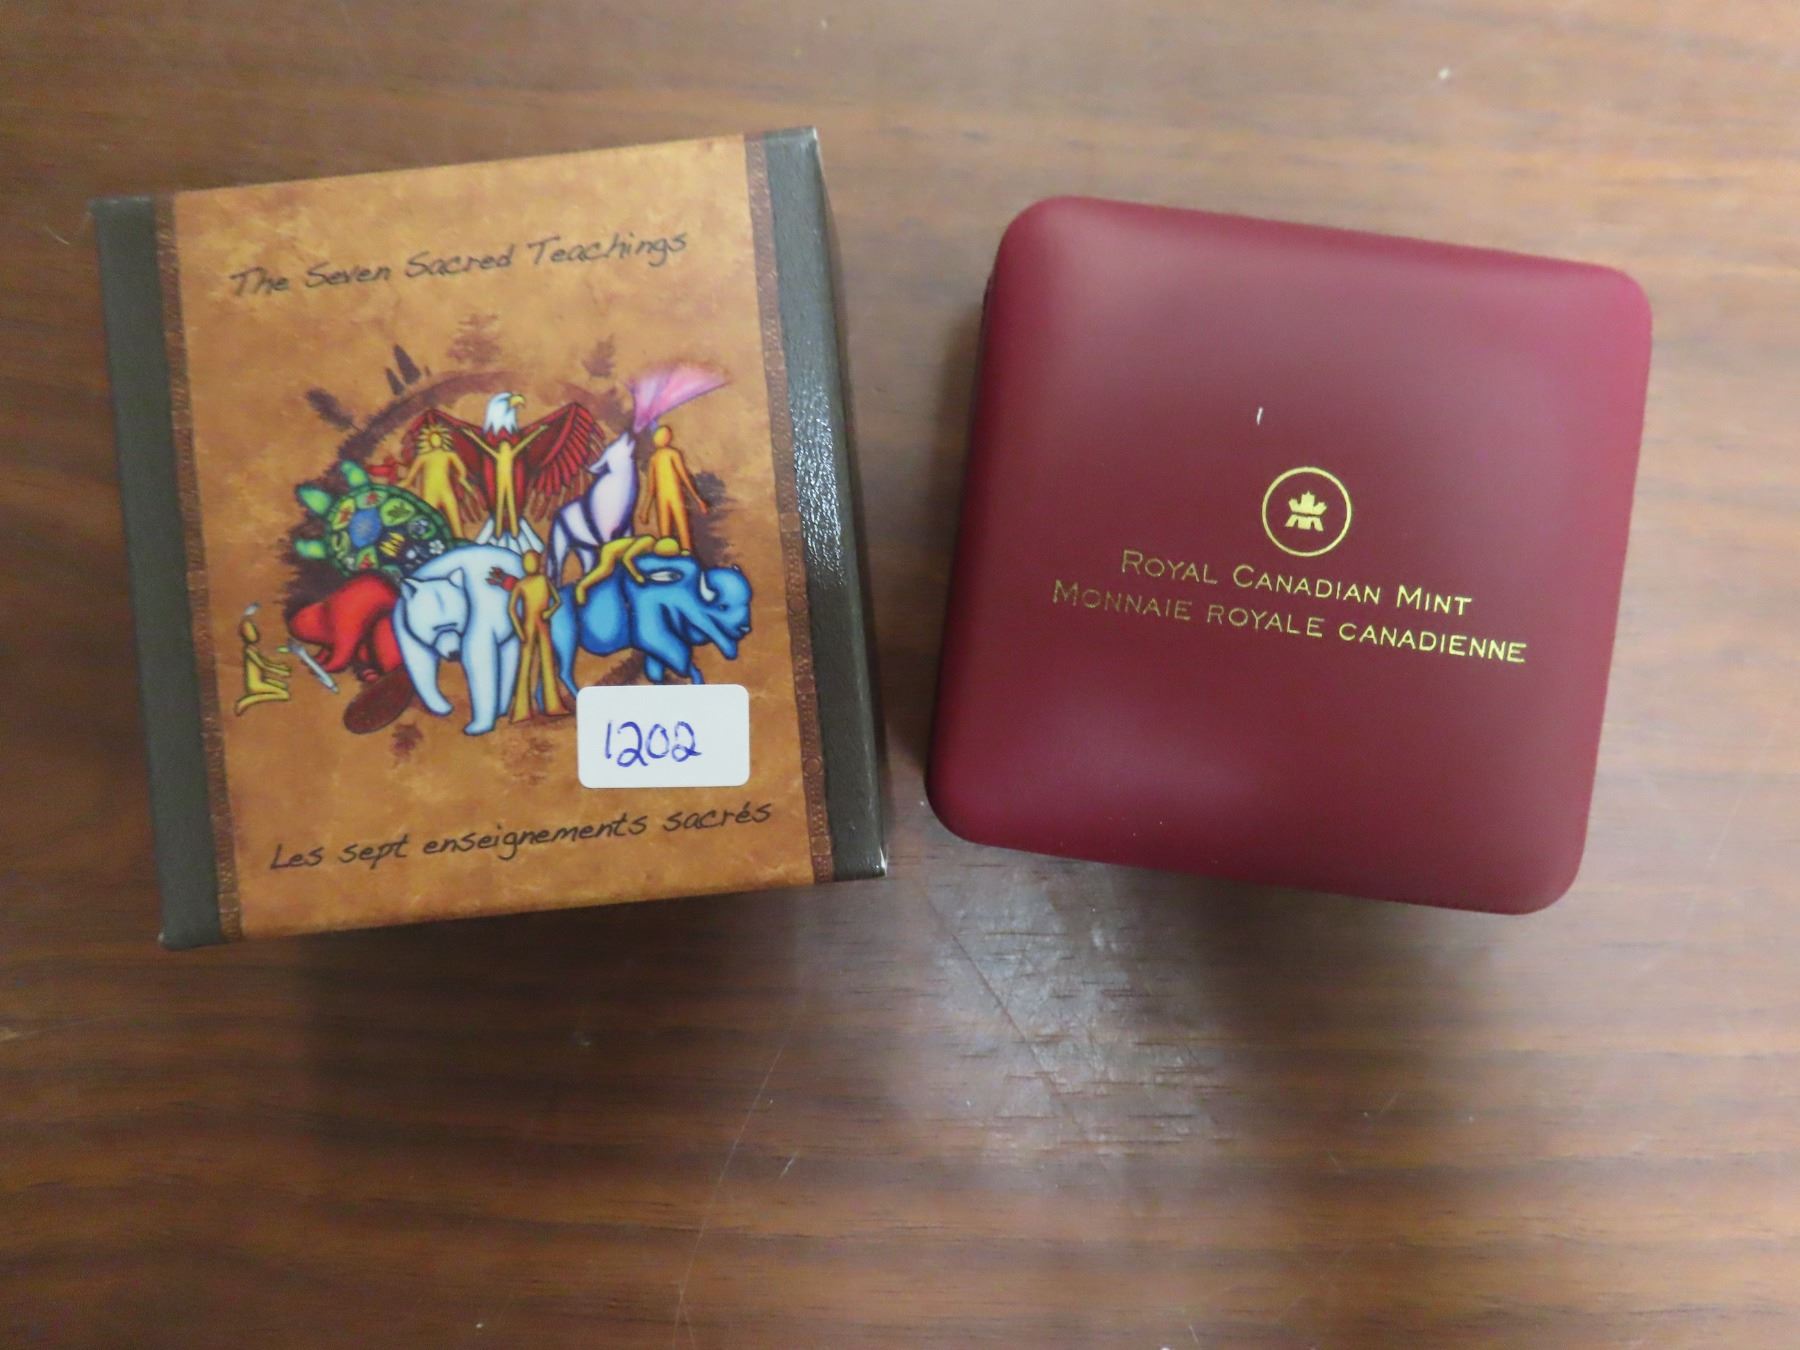 The Seven Sacred Teachings
1202
Les sept enseignements sacrés
ROYAL CANADIAN MINT
MONNAIE ROYALE CANADIENNE